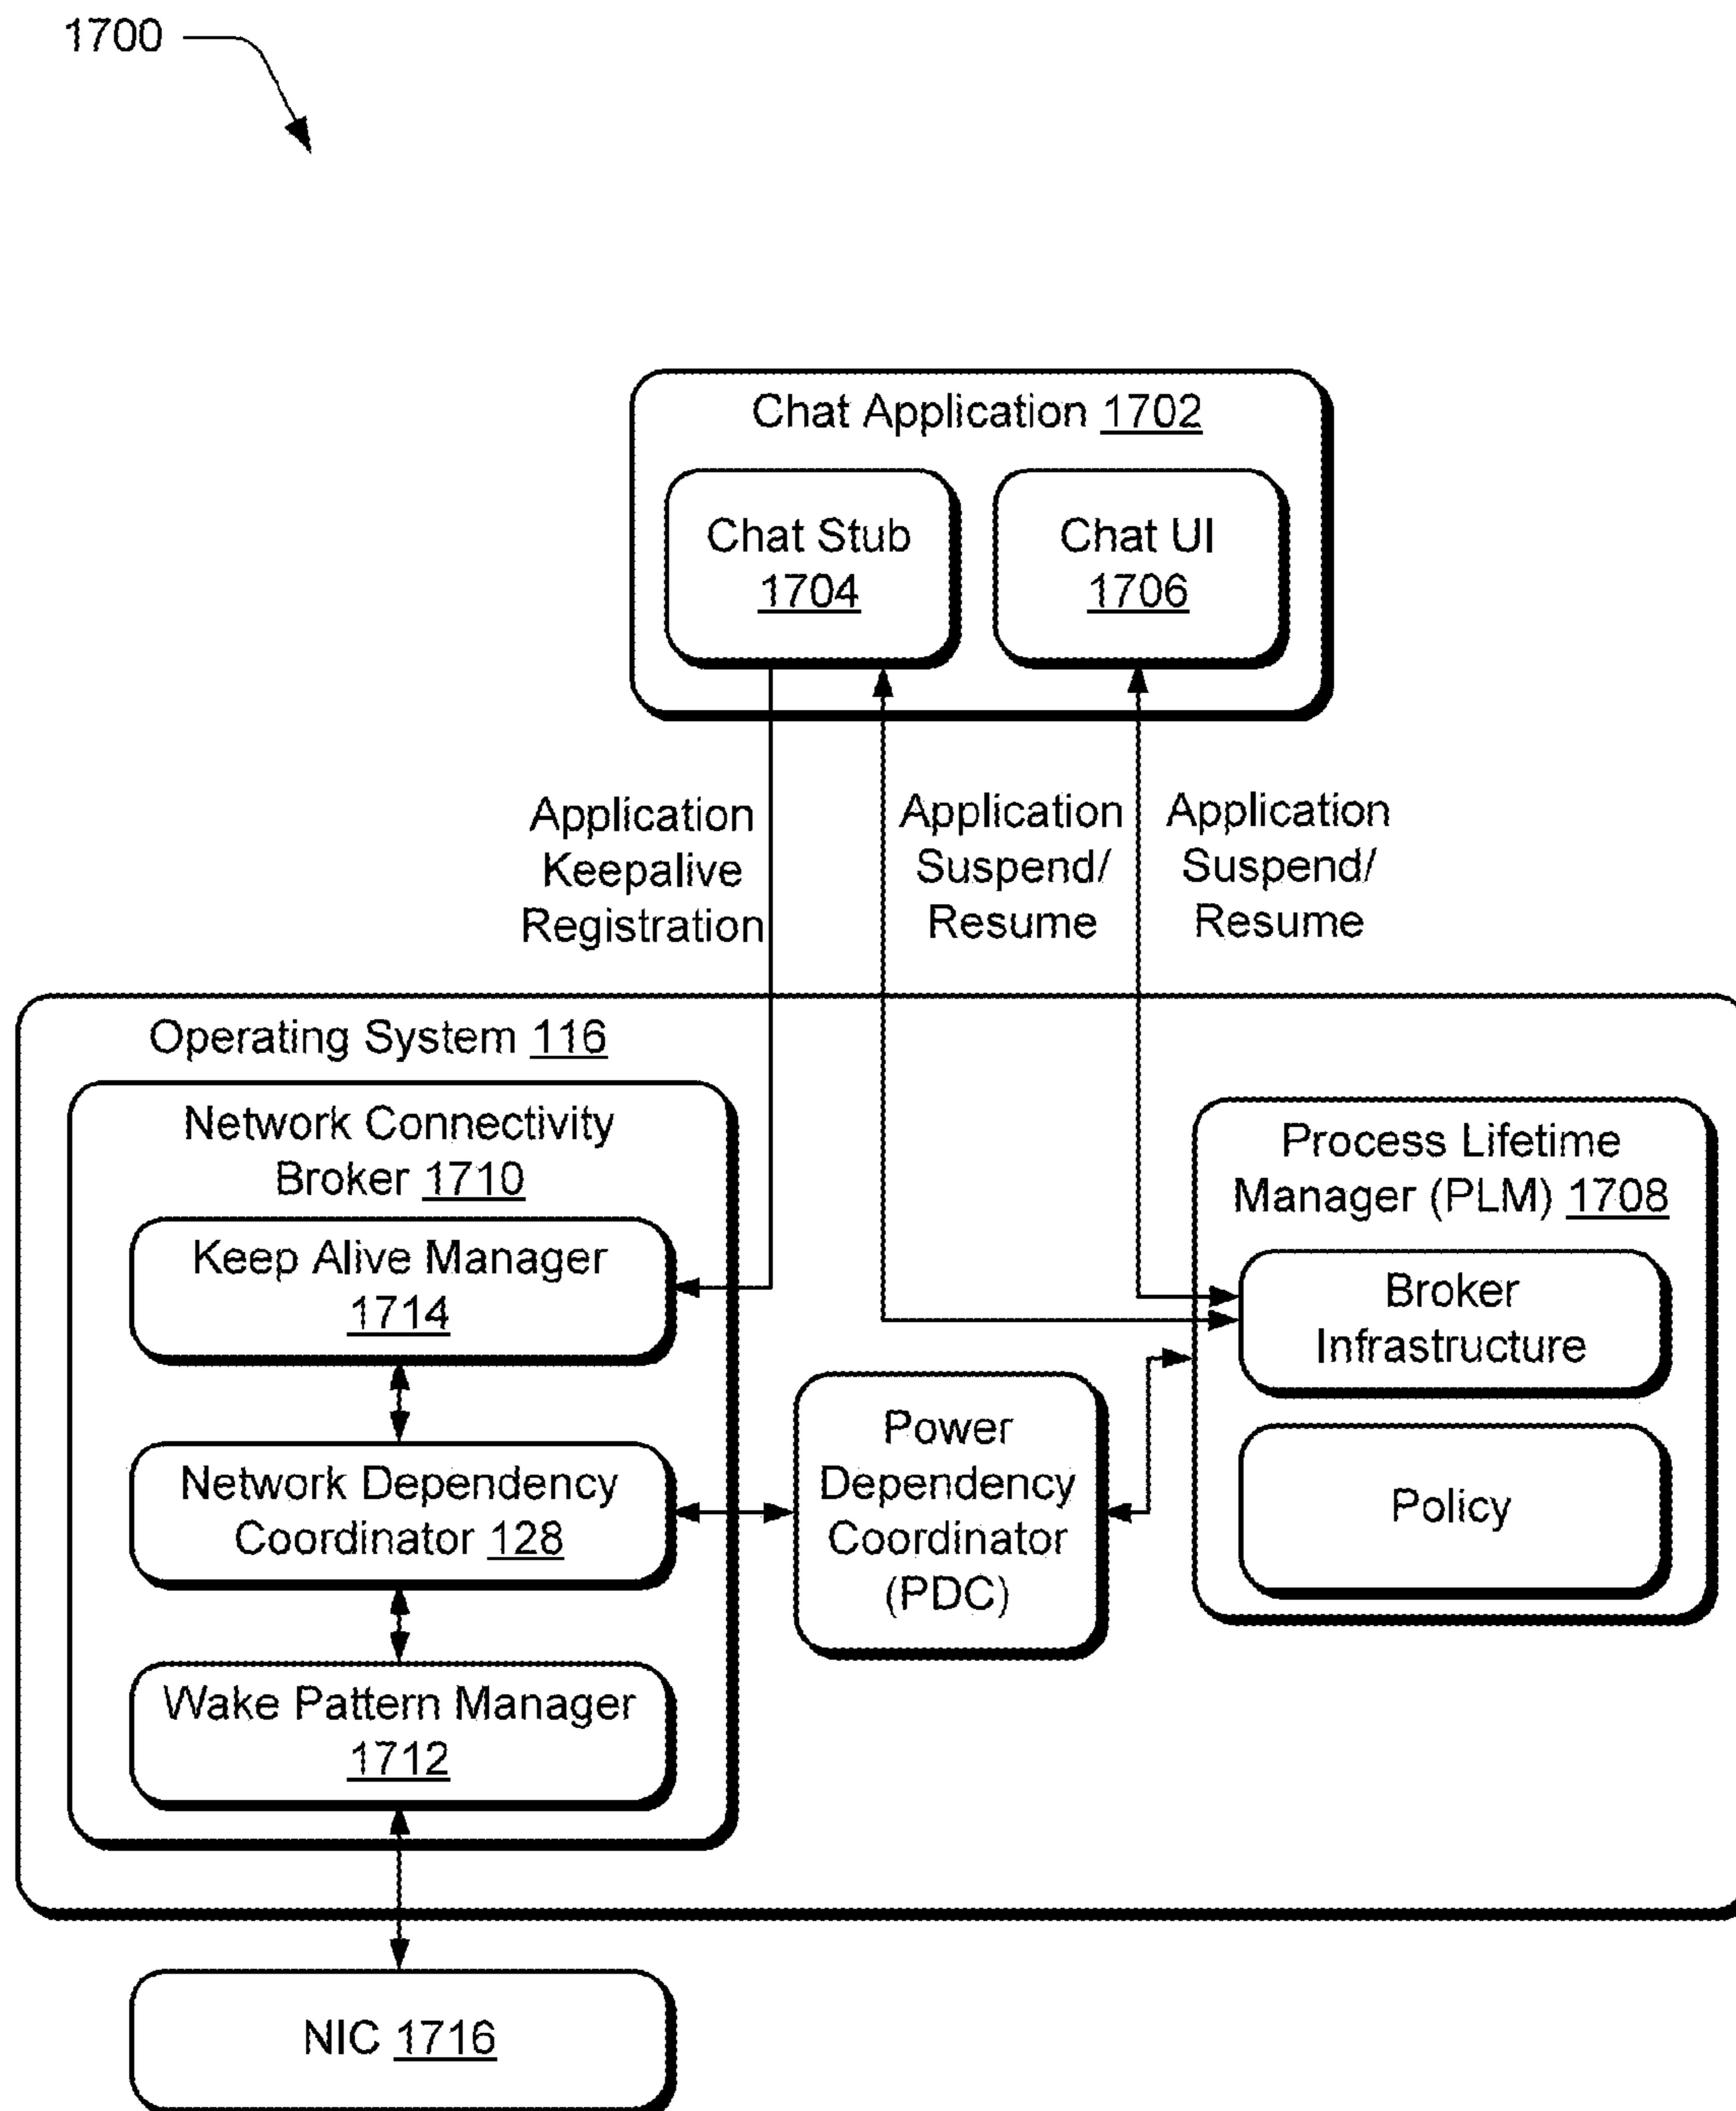 1700
Chat Application 1702
Chat Stub
1704
Chat UI
1706
Application
Keepalive
Registration
Application
Suspend/
Resume
Application
Suspend/
Resume
Operating System 116
Network Connectivity
Broker 1710
Keep Alive Manager
1714
Network Dependency
Coordinator 128
Wake Pattern Manager
1712
Power
Dependency
Coordinator
(PDC)
Process Lifetime
Manager (PLM) 1708
Broker
Infrastructure
Policy
NIC 1716